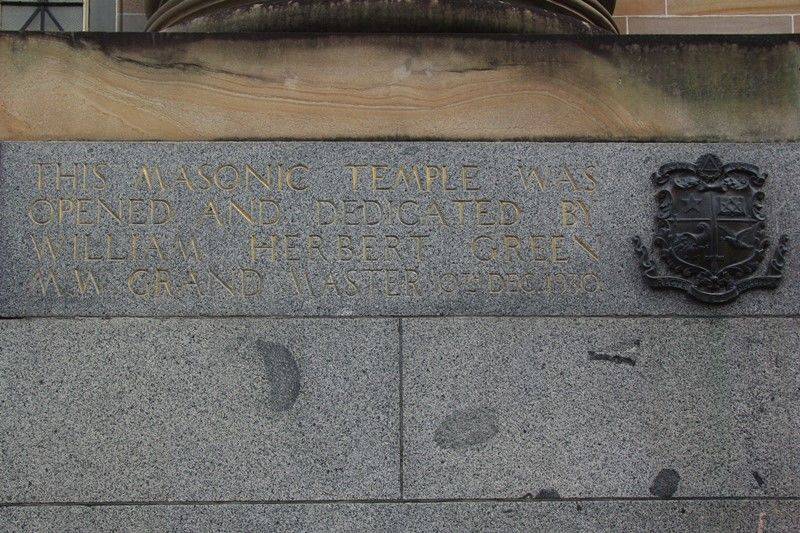 THIS MASONIC TEMPLE WAS
OPENED AND DEDICATED BY
WILLIAM HERBERT GREEN
M.W. GRAND MASTER 10TH DEC. 1930.